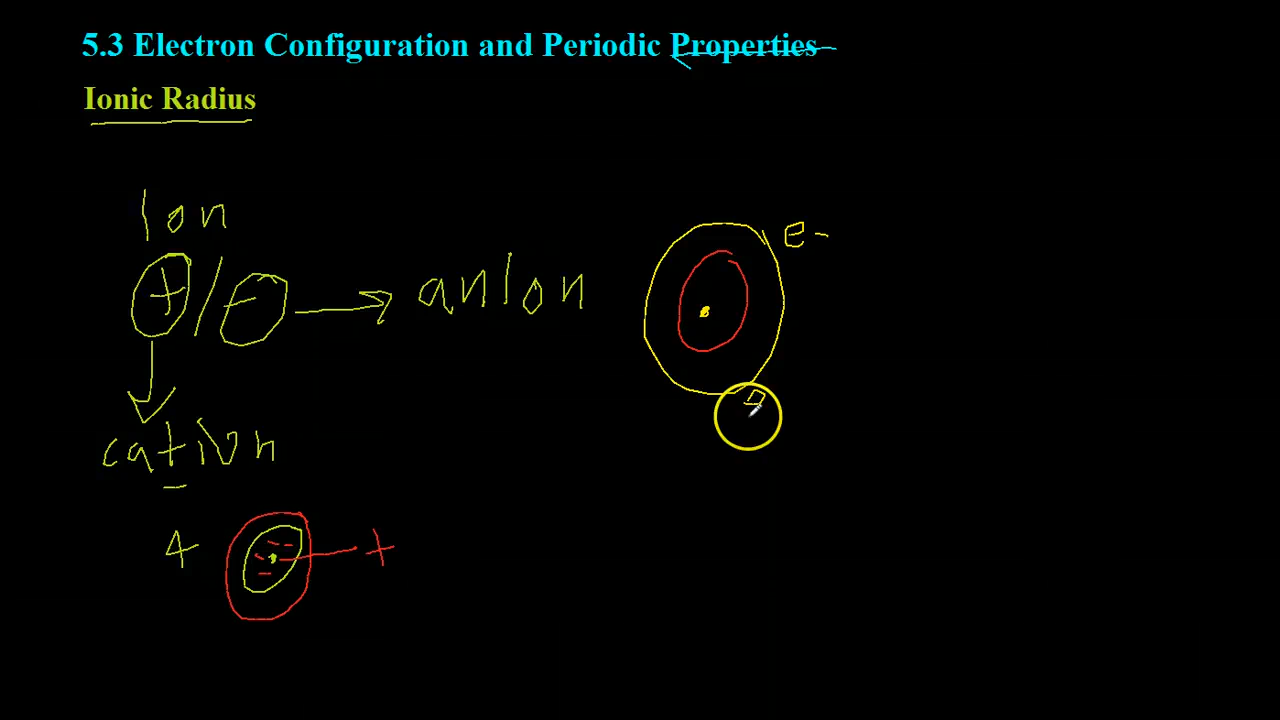 5.3 Electron Configuration and Periodic Properties
Ionic Radius
Ion
+/- → anion
cation
4 +
e-